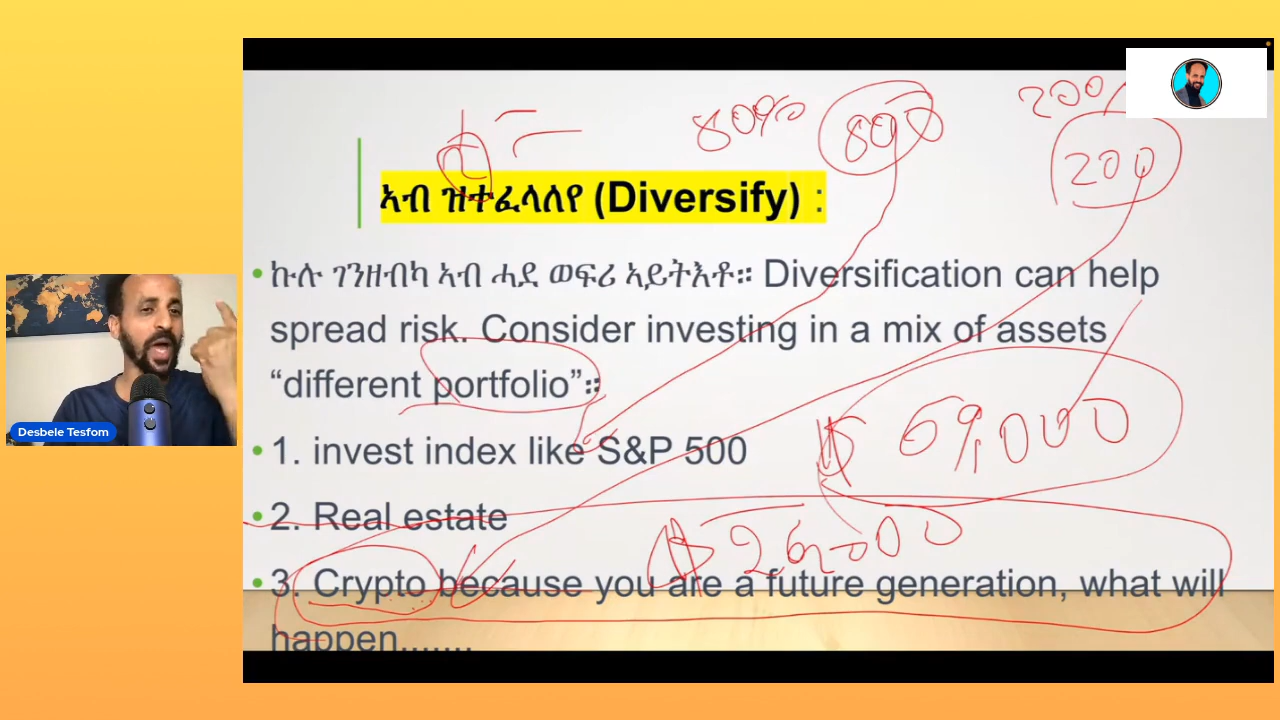 80% 800 200
200
ኣብ ዝተፈላለየ (Diversify) :
• ኩሉ ገንዘብካ ኣብ ሓደ ወፍሪ ኣይትእቶ። Diversification can help
spread risk. Consider investing in a mix of assets
“different portfolio”።
$ 69,000
• 1. invest index like S&P 500
• 2. Real estate
• 3. Crypto because you are a future generation, what will
happen.......
Desbele Tesfom